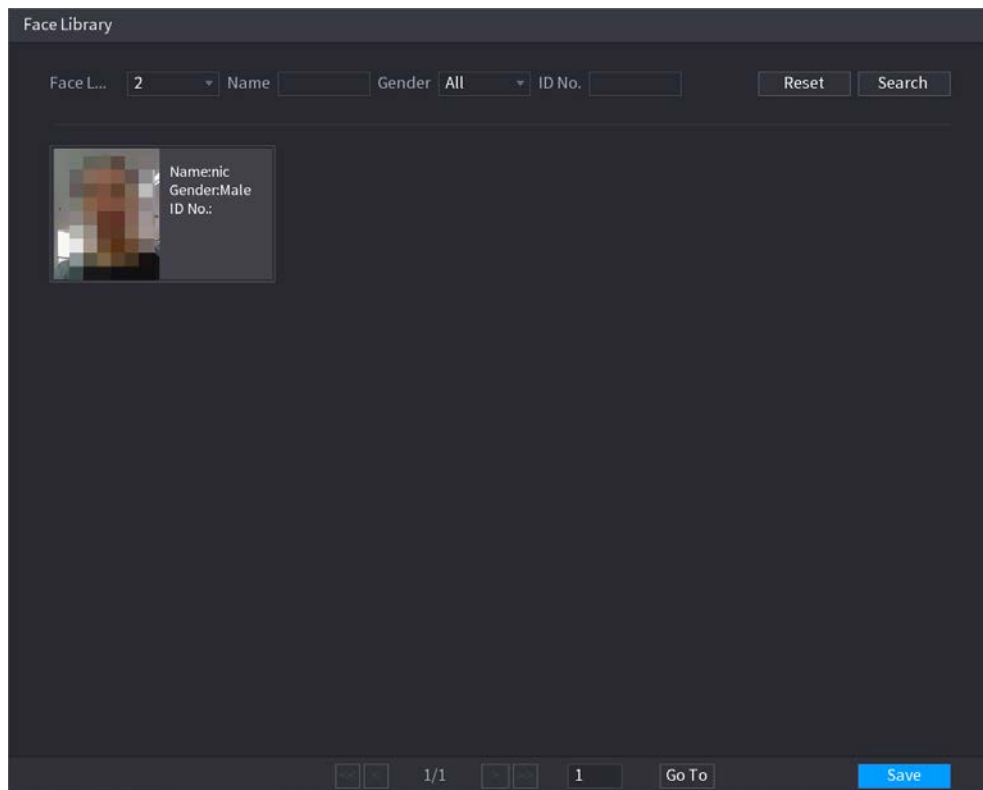 Face Library
Face L... 2 Name Gender All ID No. Reset Search
Name:nic
Gender:Male
ID No.:
<< < 1/1 > >> 1 Go To Save